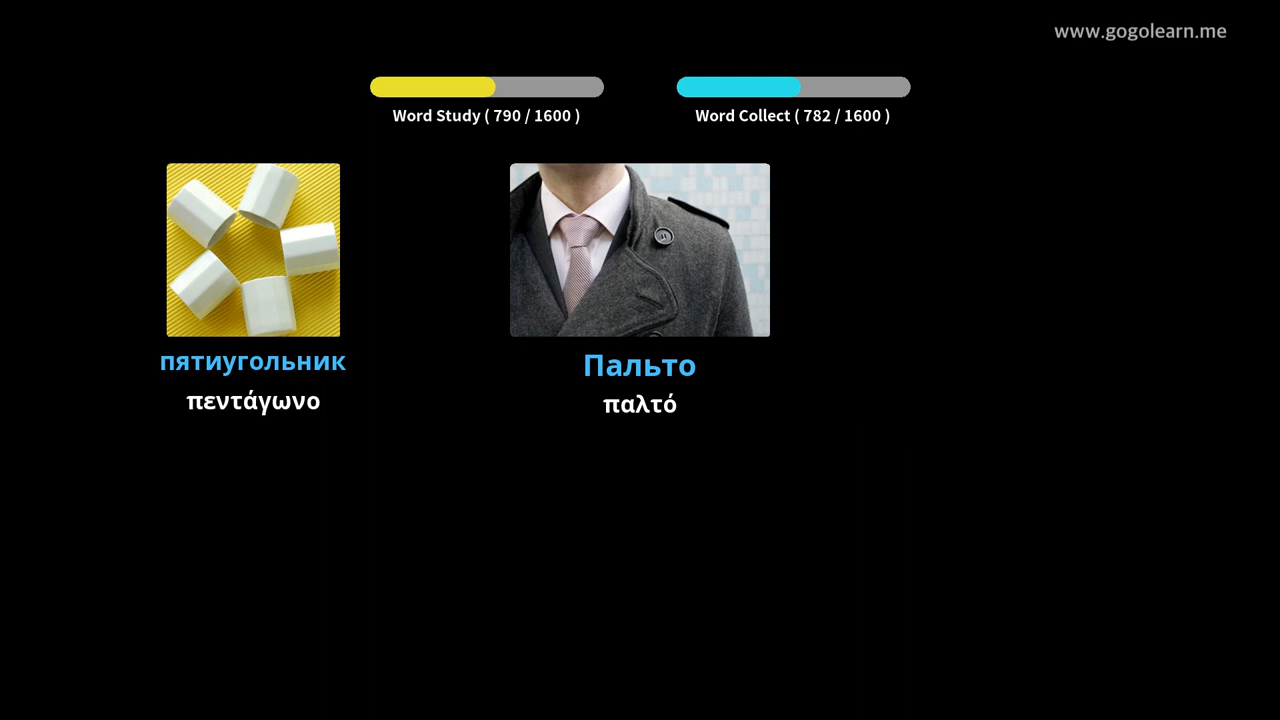 www.gogolearn.me
Word Study ( 790 / 1600 )
Word Collect ( 782 / 1600 )
пятиугольник
πεντάγωνο
Пальто
παλτό